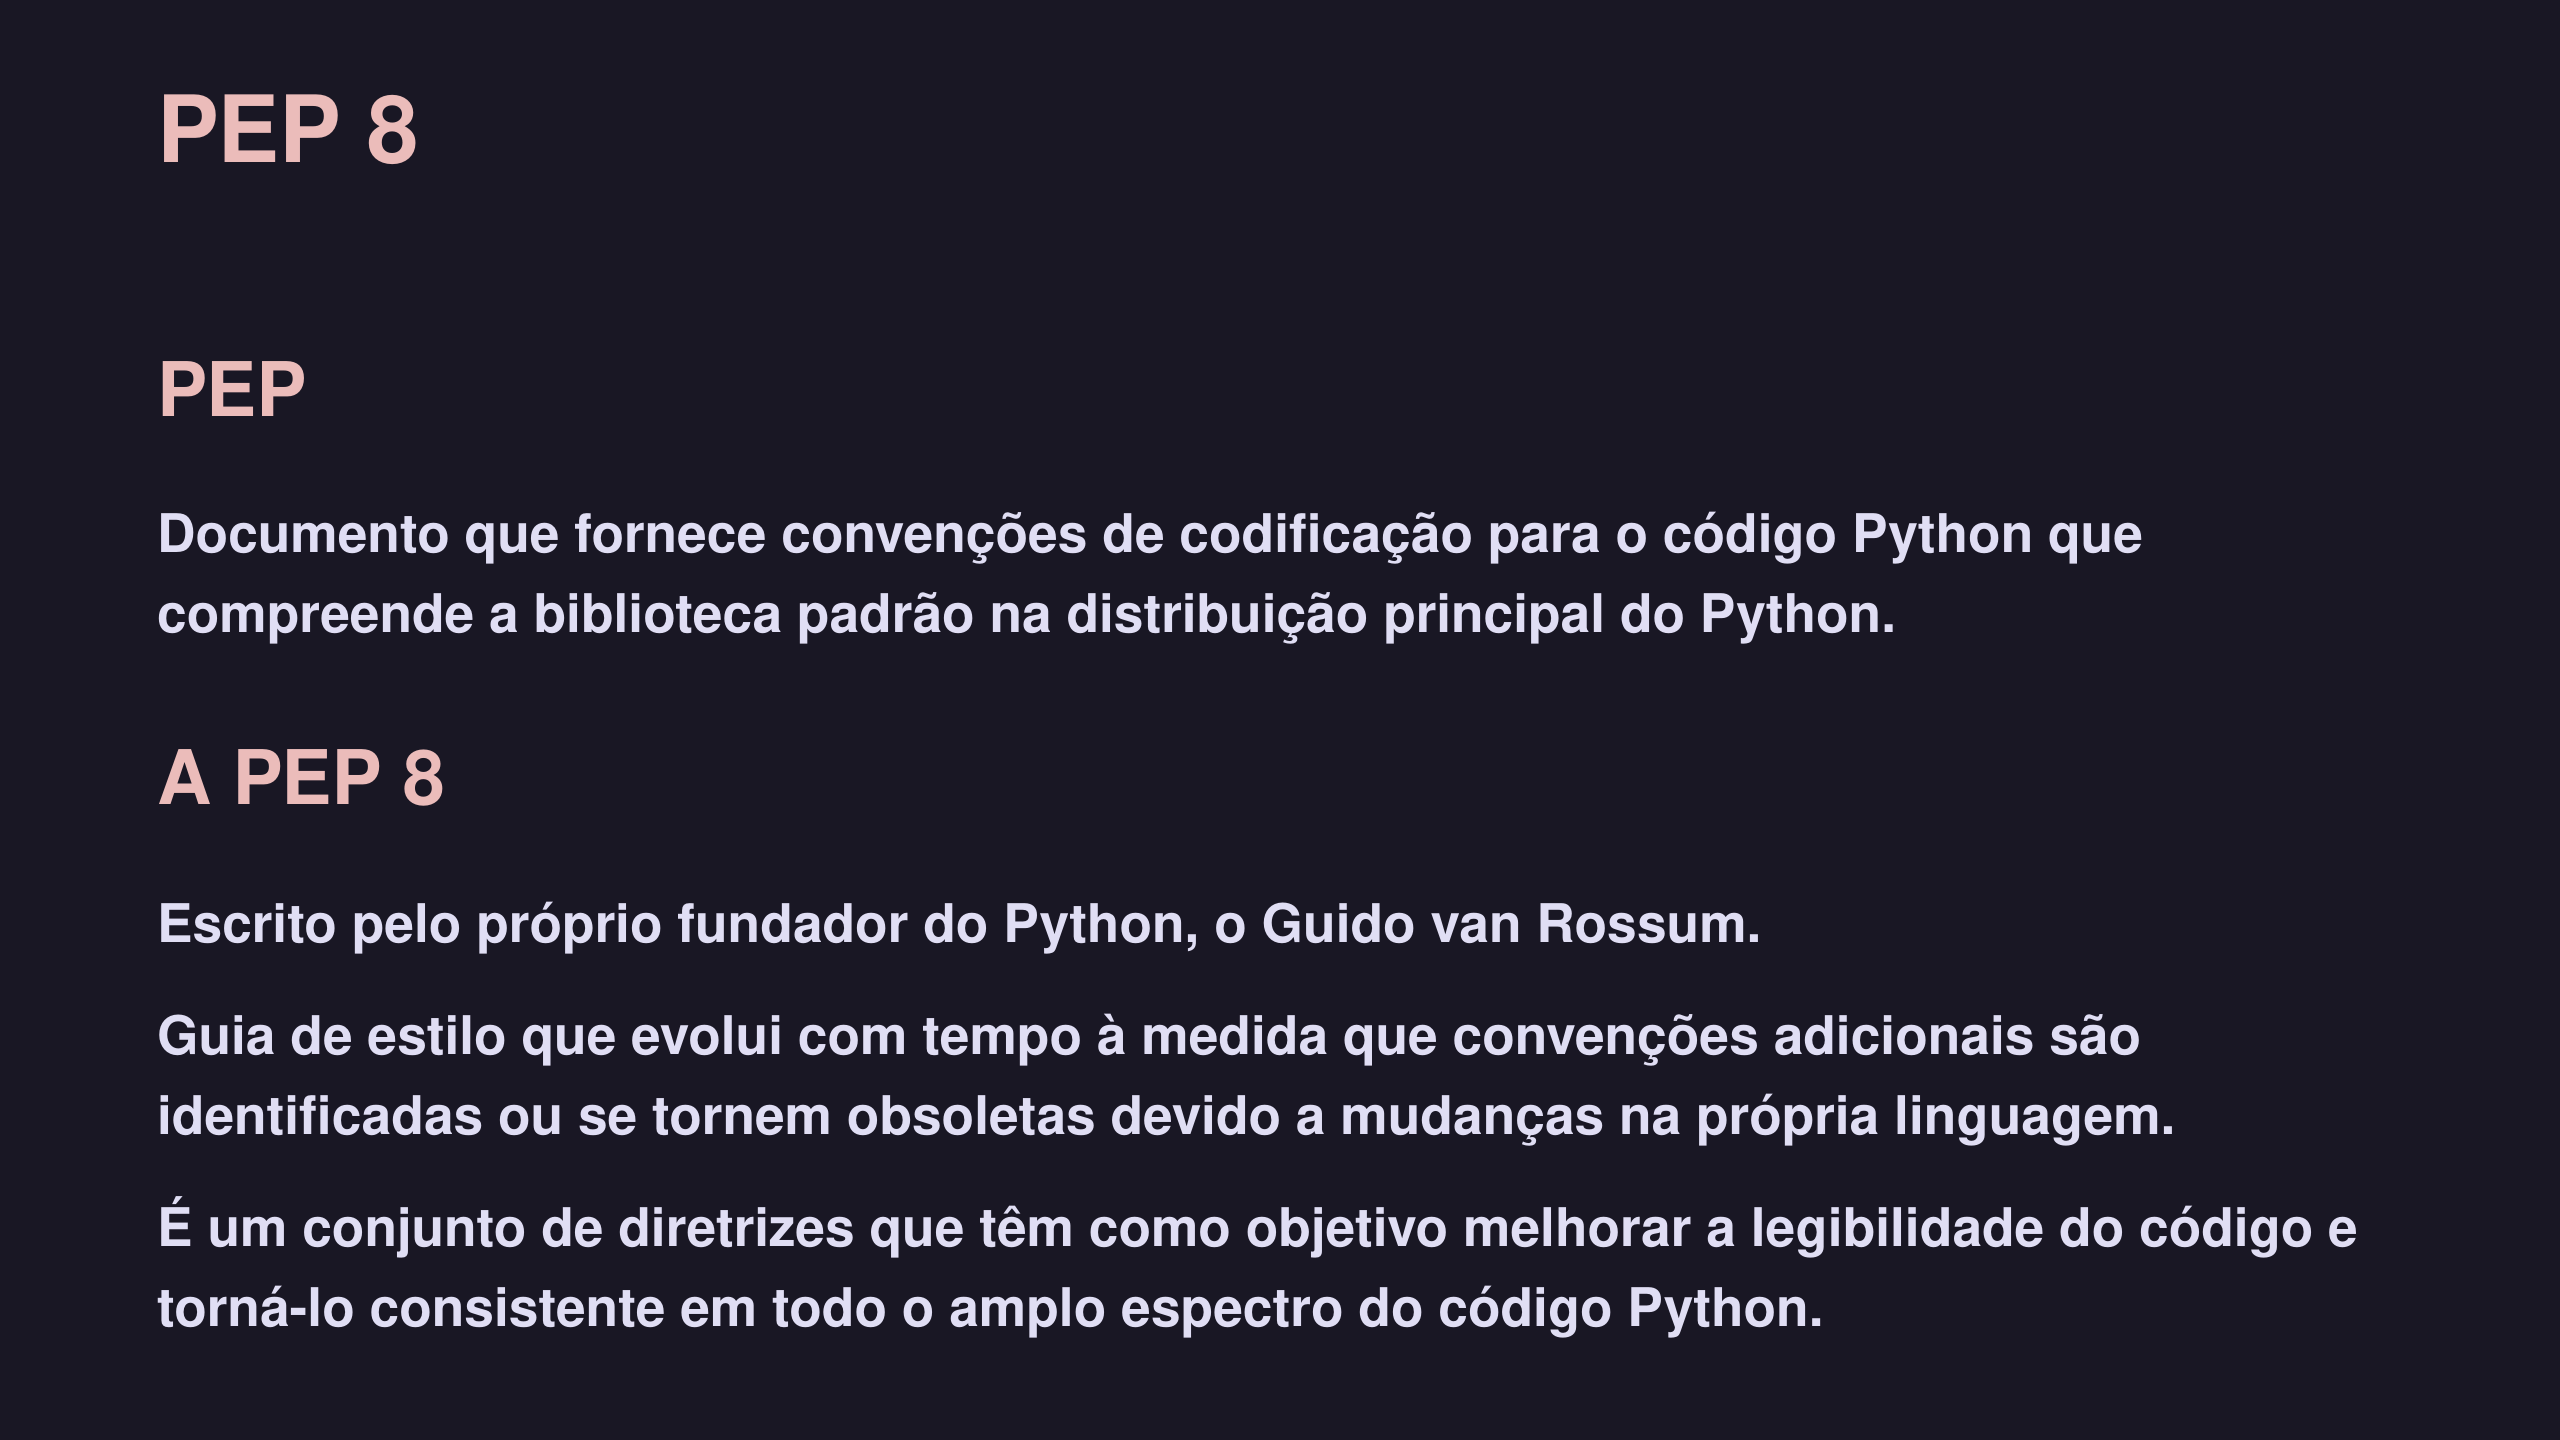 PEP 8
PEP
Documento que fornece convenções de codificação para o código Python que
compreende a biblioteca padrão na distribuição principal do Python.
A PEP 8
Escrito pelo próprio fundador do Python, o Guido van Rossum.
Guia de estilo que evolui com tempo à medida que convenções adicionais são
identificadas ou se tornem obsoletas devido a mudanças na própria linguagem.
É um conjunto de diretrizes que têm como objetivo melhorar a legibilidade do código e
torná-lo consistente em todo o amplo espectro do código Python.